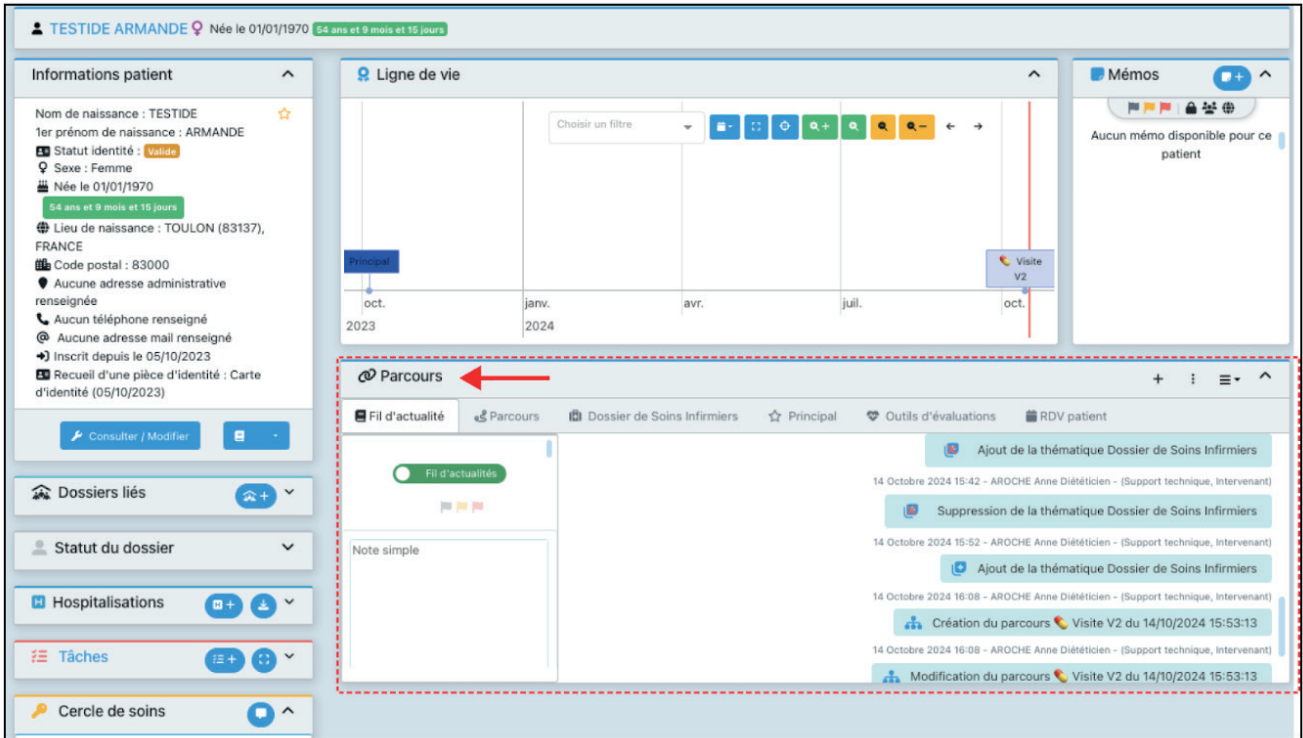 TESTIDE ARMANDE Née le 01/01/1970 54 ans et 9 mois et 15 jours
Informations patient
Nom de naissance : TESTIDE
1er prénom de naissance : ARMANDE
Statut identité : Valide
Sexe : Femme
Née le 01/01/1970
54 ans et 9 mois et 15 jours
Lieu de naissance : TOULON (83137),
FRANCE
Code postal : 83000
Aucune adresse administrative
renseignée
Aucun téléphone renseigné
Aucune adresse mail renseigné
Inscrit depuis le 05/10/2023
Recueil d'une pièce d'identité : Carte
d'identité (05/10/2023)
Consulter / Modifier
Dossiers liés
Statut du dossier
Hospitalisations
Tâches
Cercle de soins
Ligne de vie
Choisir un filtre
Principal
Visite
V2
oct. janv. avr. juil. oct.
2023 2024
Mémos
Aucun mémo disponible pour ce
patient
Parcours
Fil d'actualité Parcours Dossier de Soins Infirmiers Principal Outils d'évaluations RDV patient
Fil d'actualités
Note simple
Ajout de la thématique Dossier de Soins Infirmiers
14 Octobre 2024 15:42 - AROCHE Anne Diététicien - (Support technique, Intervenant)
Suppression de la thématique Dossier de Soins Infirmiers
14 Octobre 2024 15:52 - AROCHE Anne Diététicien - (Support technique, Intervenant)
Ajout de la thématique Dossier de Soins Infirmiers
14 Octobre 2024 16:08 - AROCHE Anne Diététicien - (Support technique, Intervenant)
Création du parcours Visite V2 du 14/10/2024 15:53:13
14 Octobre 2024 16:08 - AROCHE Anne Diététicien - (Support technique, Intervenant)
Modification du parcours Visite V2 du 14/10/2024 15:53:13